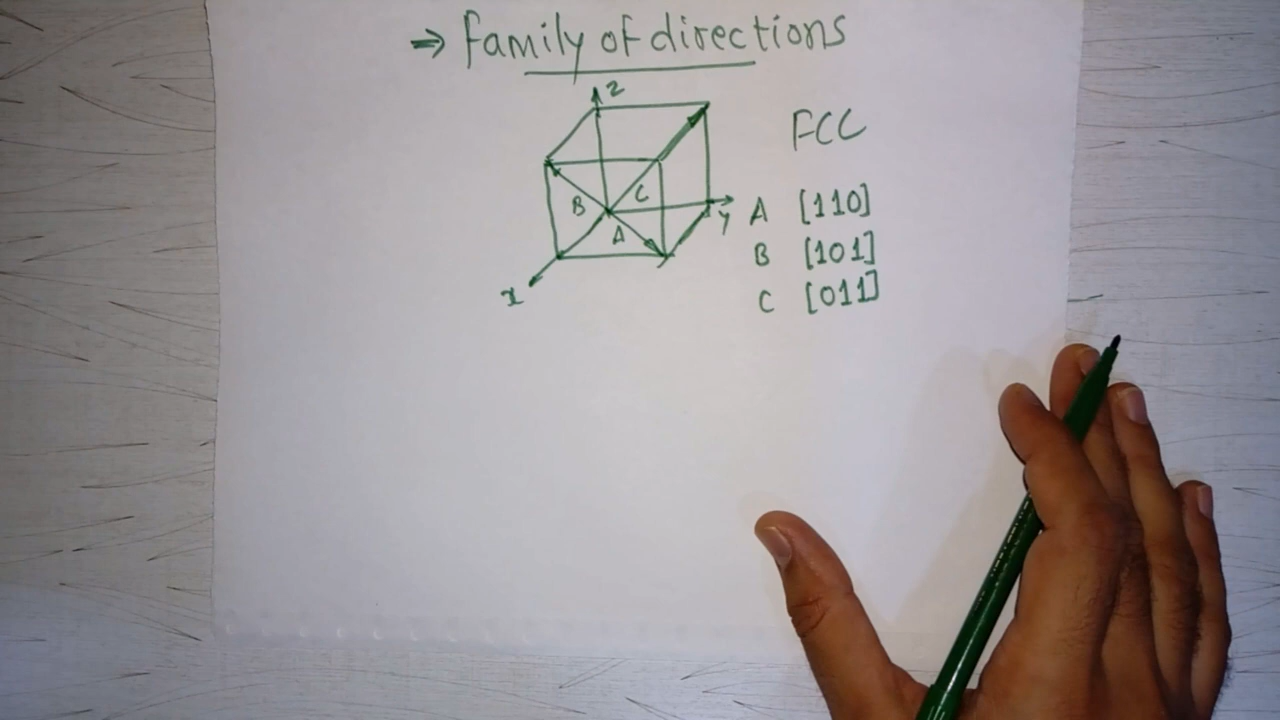 ⇒ Family of directions
z
FCC
B
C
y
A
A [110]
B [101]
C [011]
x